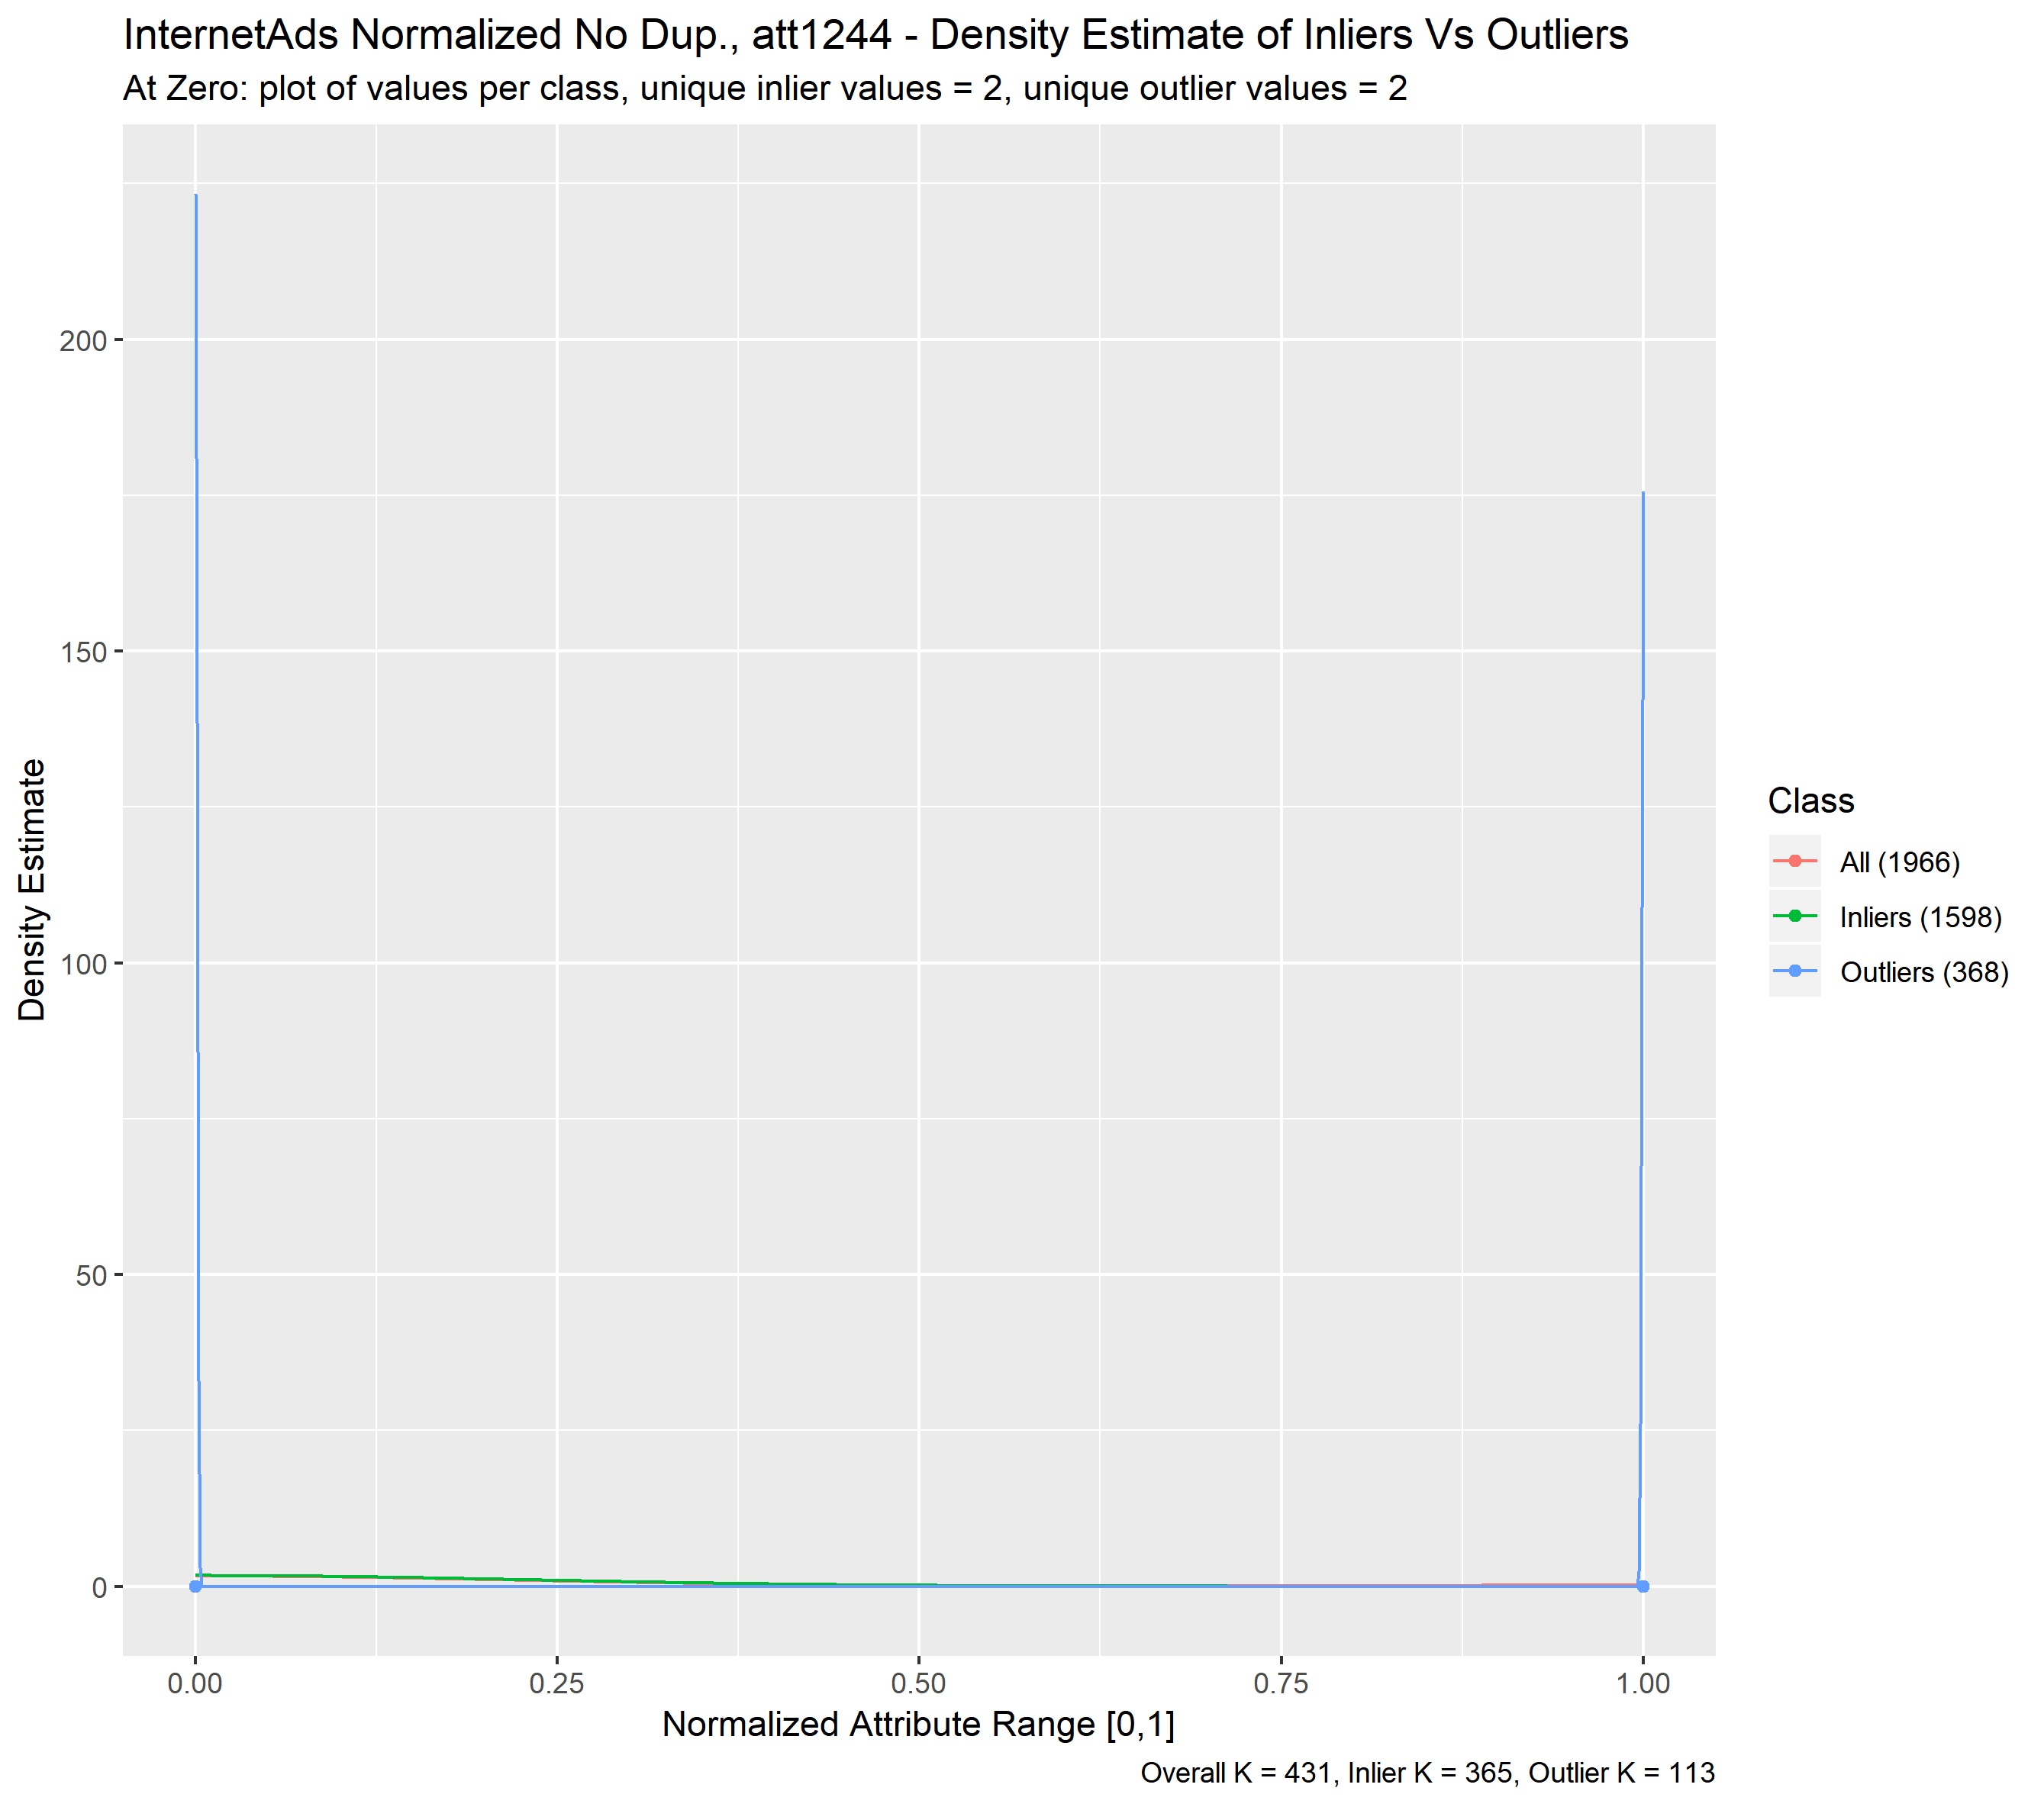 InternetAds Normalized No Dup., att1244 - Density Estimate of Inliers Vs Outliers
At Zero: plot of values per class, unique inlier values = 2, unique outlier values = 2
Density Estimate
200
150
100
50
0
0.00 0.25 0.50 0.75 1.00
Normalized Attribute Range [0,1]
Overall K = 431, Inlier K = 365, Outlier K = 113
Class
All (1966)
Inliers (1598)
Outliers (368)